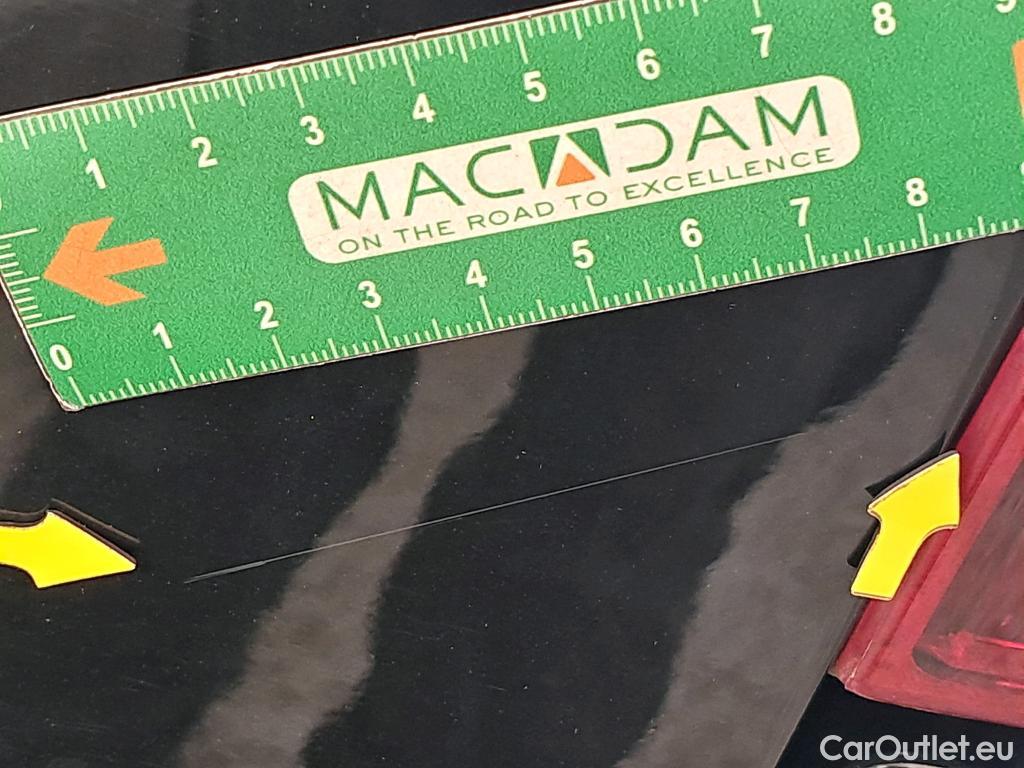 1 2 3 4 5 6 7 8
MACADAM
ON THE ROAD TO EXCELLENCE
0 1 2 3 4 5 6 7 8
CarOutlet.eu